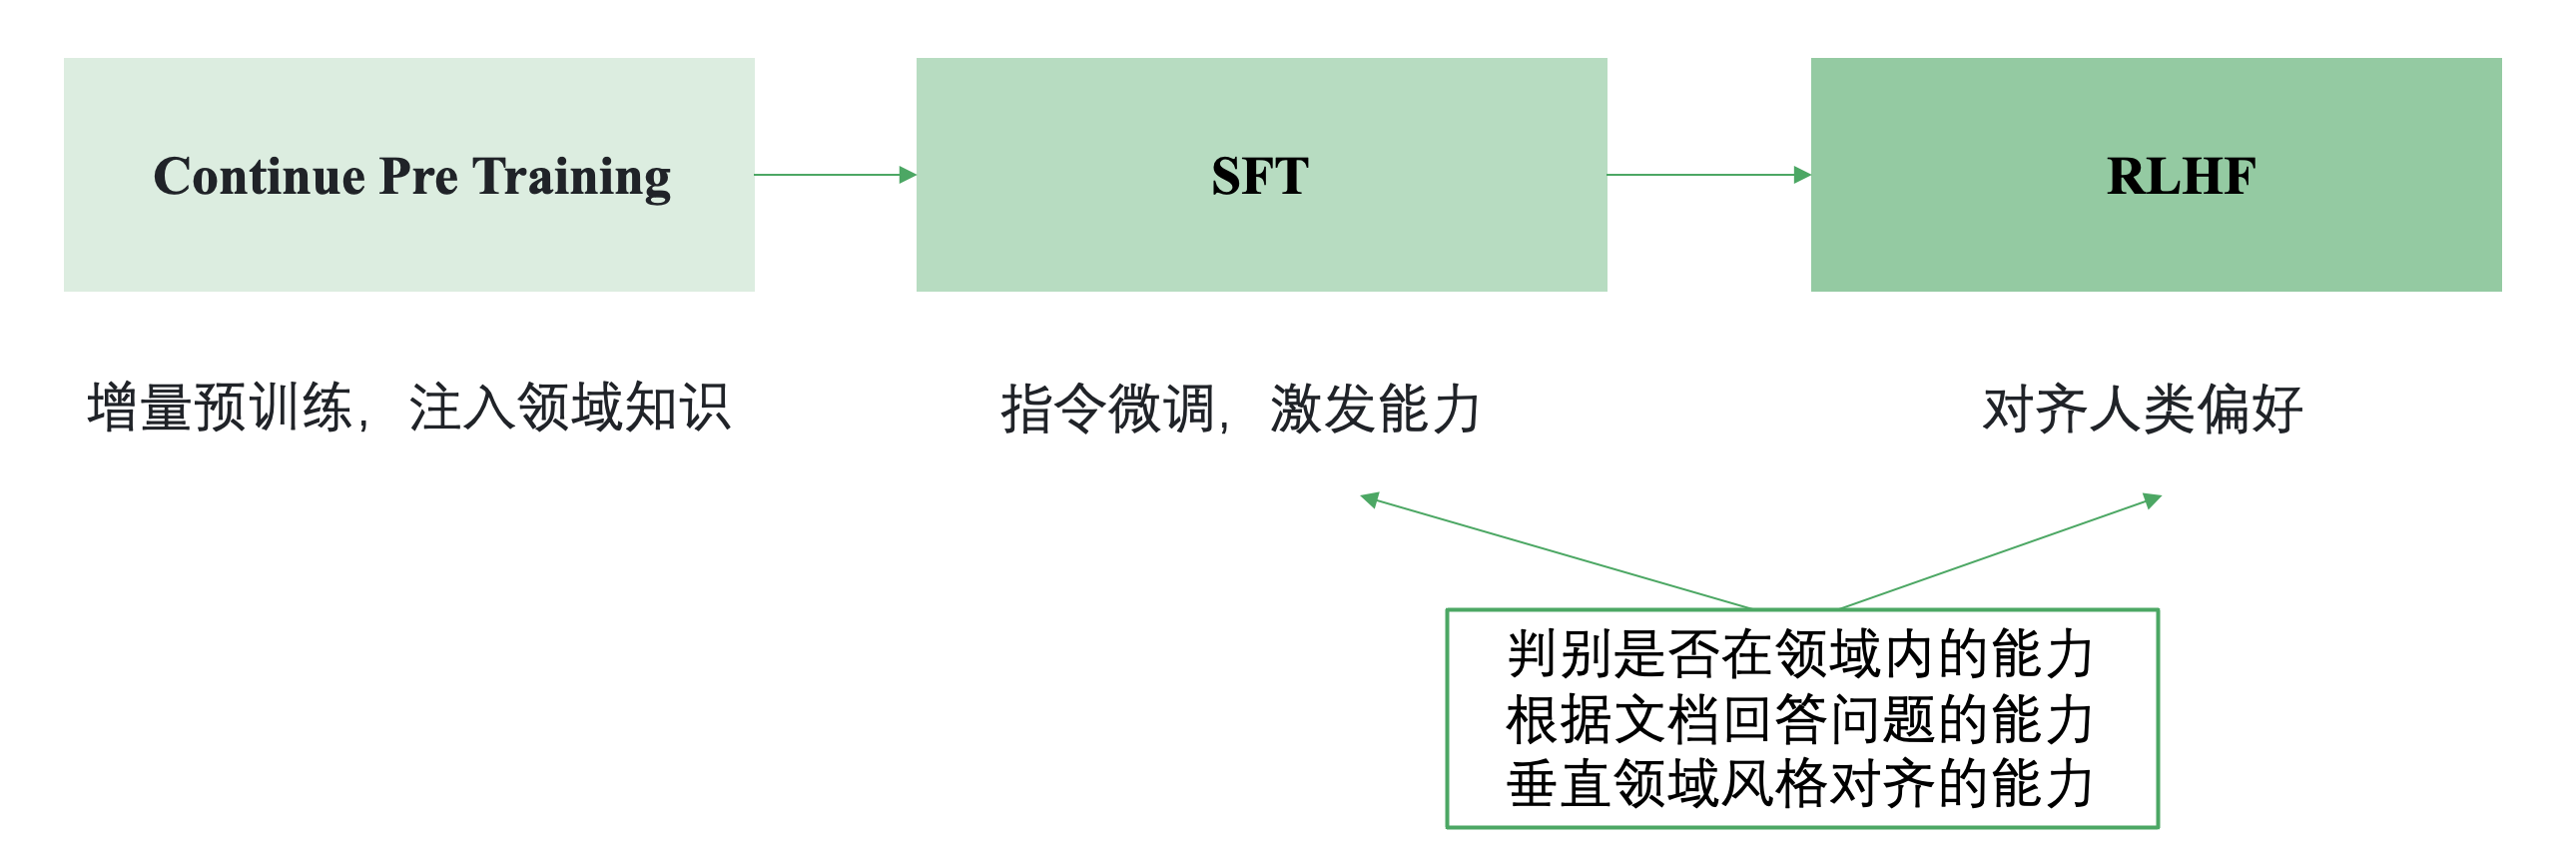 Continue Pre Training
SFT
RLHF
增量预训练，注入领域知识
指令微调，激发能力
对齐人类偏好
判别是否在领域内的能力
根据文档回答问题的能力
垂直领域风格对齐的能力